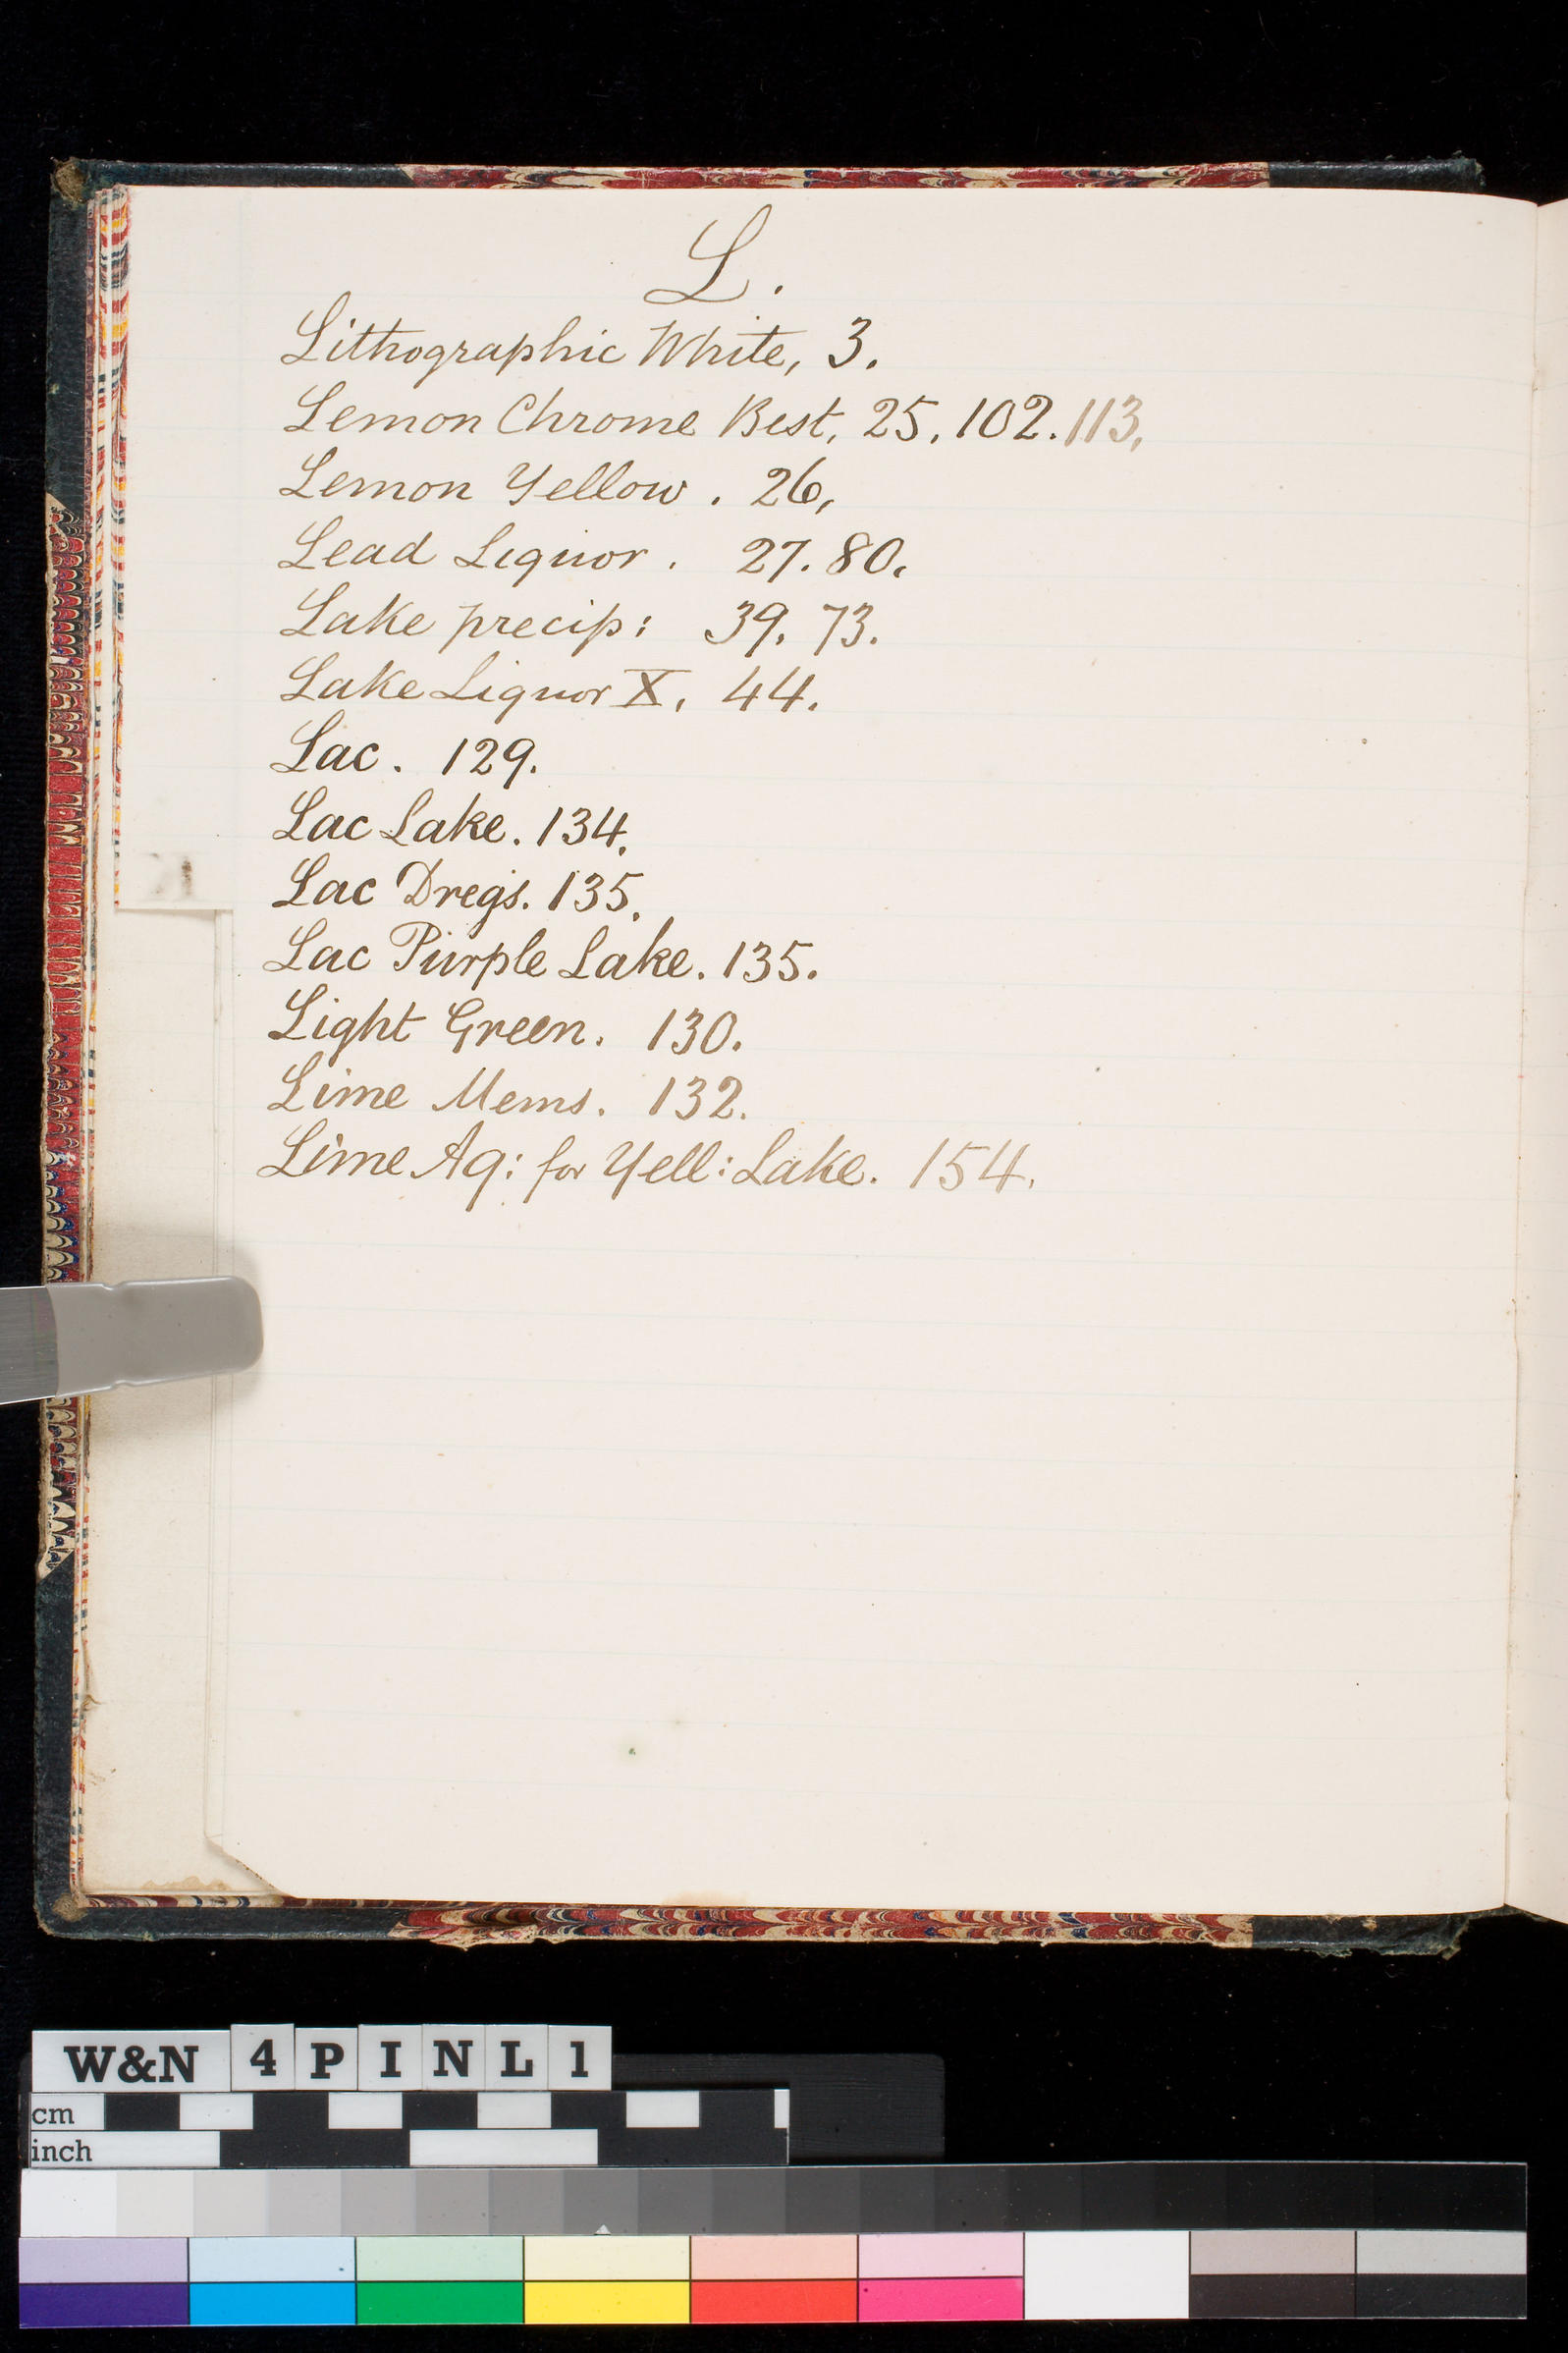 L.
Lithographic White, 3.
Lemon Chrome Best, 25, 102. 113,
Lemon Yellow. 26,
Lead Liquor. 27. 80.
Lake precip: 39. 73.
Lake Liquor X. 44.
Lac. 129.
Lac Lake. 134.
Lac Dregs. 135.
Lac Purple Lake. 135.
Light Green. 130.
Lime Mems. 132.
Lime Aq: for Yell: Lake. 154.
W&N 4 P I N L 1
cm
inch